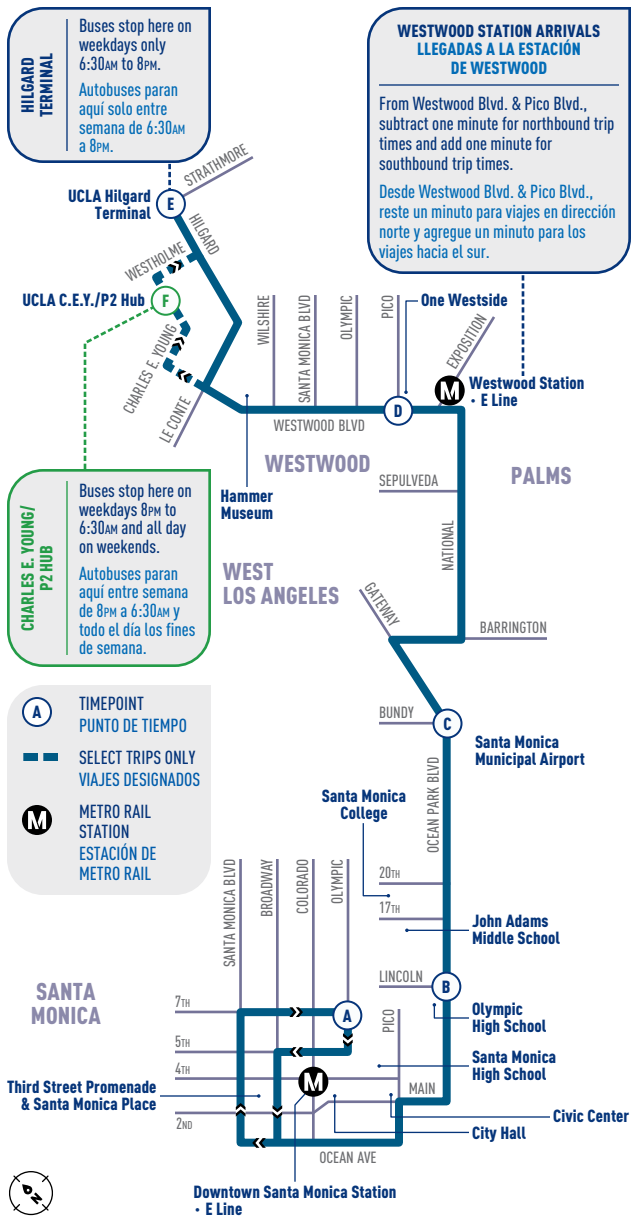 HILGARD
TERMINAL
Buses stop here on
weekdays only
6:30AM to 8PM.
Autobuses paran
aquí solo entre
semana de 6:30AM
a 8PM.
WESTWOOD STATION ARRIVALS
LLEGADAS A LA ESTACIÓN
DE WESTWOOD
From Westwood Blvd. & Pico Blvd.,
subtract one minute for northbound trip
times and add one minute for
southbound trip times.
Desde Westwood Blvd. & Pico Blvd.,
reste un minuto para viajes en dirección
norte y agregue un minuto para los
viajes hacia el sur.
STRATHMORE
UCLA Hilgard
Terminal
E
HILGARD
WESTHOLME
UCLA C.E.Y./P2 Hub
F
CHARLES E. YOUNG
LE CONTE
WILSHIRE
SANTA MONICA BLVD
OLYMPIC
PICO
One Westside
EXPOSITION
D
M
Westwood Station
• E Line
WESTWOOD BLVD
WESTWOOD
PALMS
Hammer
Museum
SEPULVEDA
NATIONAL
CHARLES E. YOUNG/
P2 HUB
Buses stop here on
weekdays 8PM to
6:30AM and all day
on weekends.
Autobuses paran
aquí entre semana
de 8PM a 6:30AM y
todo el día los fines
de semana.
WEST
LOS ANGELES
GATEWAY
BARRINGTON
BUNDY
C
Santa Monica
Municipal Airport
A
TIMEPOINT
PUNTO DE TIEMPO
SELECT TRIPS ONLY
VIAJES DESIGNADOS
M
METRO RAIL
STATION
ESTACIÓN DE
METRO RAIL
OCEAN PARK BLVD
Santa Monica
College
20TH
17TH
John Adams
Middle School
SANTA MONICA BLVD
BROADWAY
COLORADO
OLYMPIC
LINCOLN
B
Olympic
High School
SANTA
MONICA
7TH
A
PICO
5TH
4TH
M
Santa Monica
High School
Third Street Promenade
& Santa Monica Place
MAIN
2ND
Civic Center
City Hall
OCEAN AVE
N
Downtown Santa Monica Station
• E Line